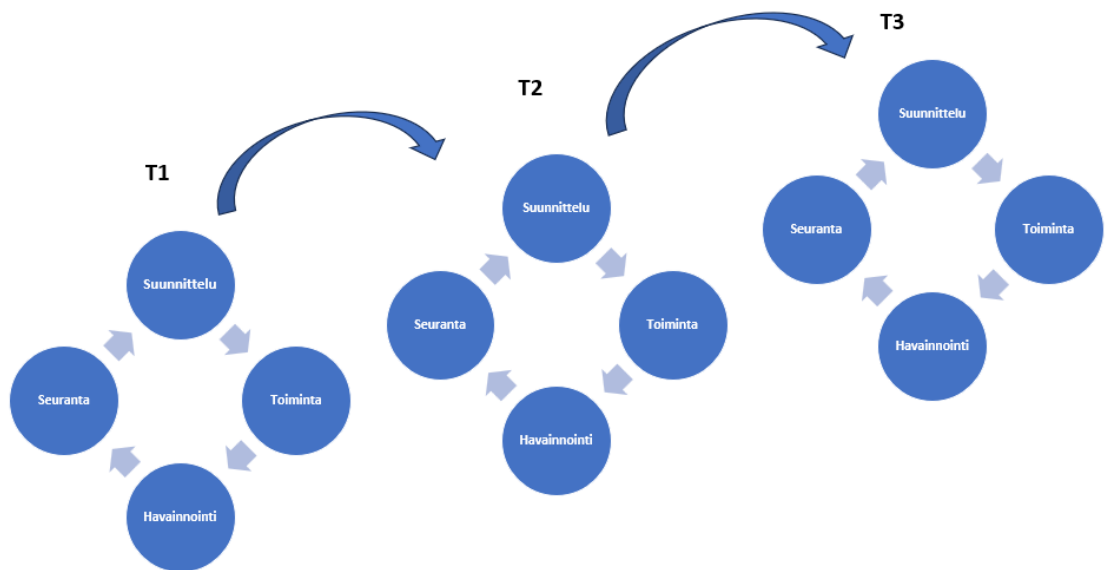 T1
Suunnittelu
Toiminta
Havainnointi
Seuranta
T2
Suunnittelu
Toiminta
Havainnointi
Seuranta
T3
Suunnittelu
Toiminta
Havainnointi
Seuranta